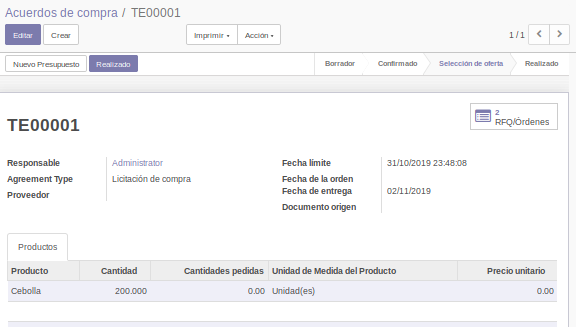 Acuerdos de compra / TE00001
Editar Crear Imprimir Acción 1 / 1
Nuevo Presupuesto Realizado Borrador Confirmado Selección de oferta Realizado
2
RFQ/Órdenes
TE00001
Responsable Administrator Fecha límite 31/10/2019 23:48:08
Agreement Type Licitación de compra Fecha de la orden
Proveedor Fecha de entrega 02/11/2019
Documento origen
Productos
Producto Cantidad Cantidades pedidas Unidad de Medida del Producto Precio unitario
Cebolla 200.000 0.00 Unidad(es) 0.00